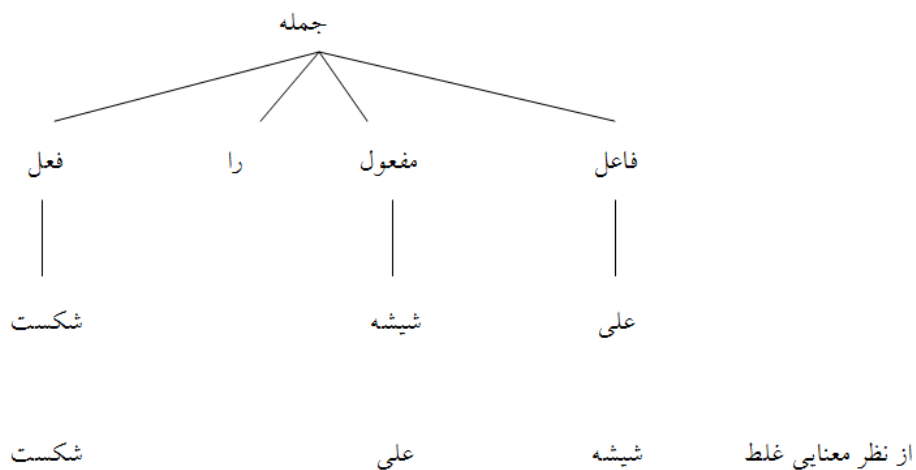 جمله
فاعل مفعول را فعل
علی شیشه شکست
از نظر معنایی غلط شیشه علی شکست